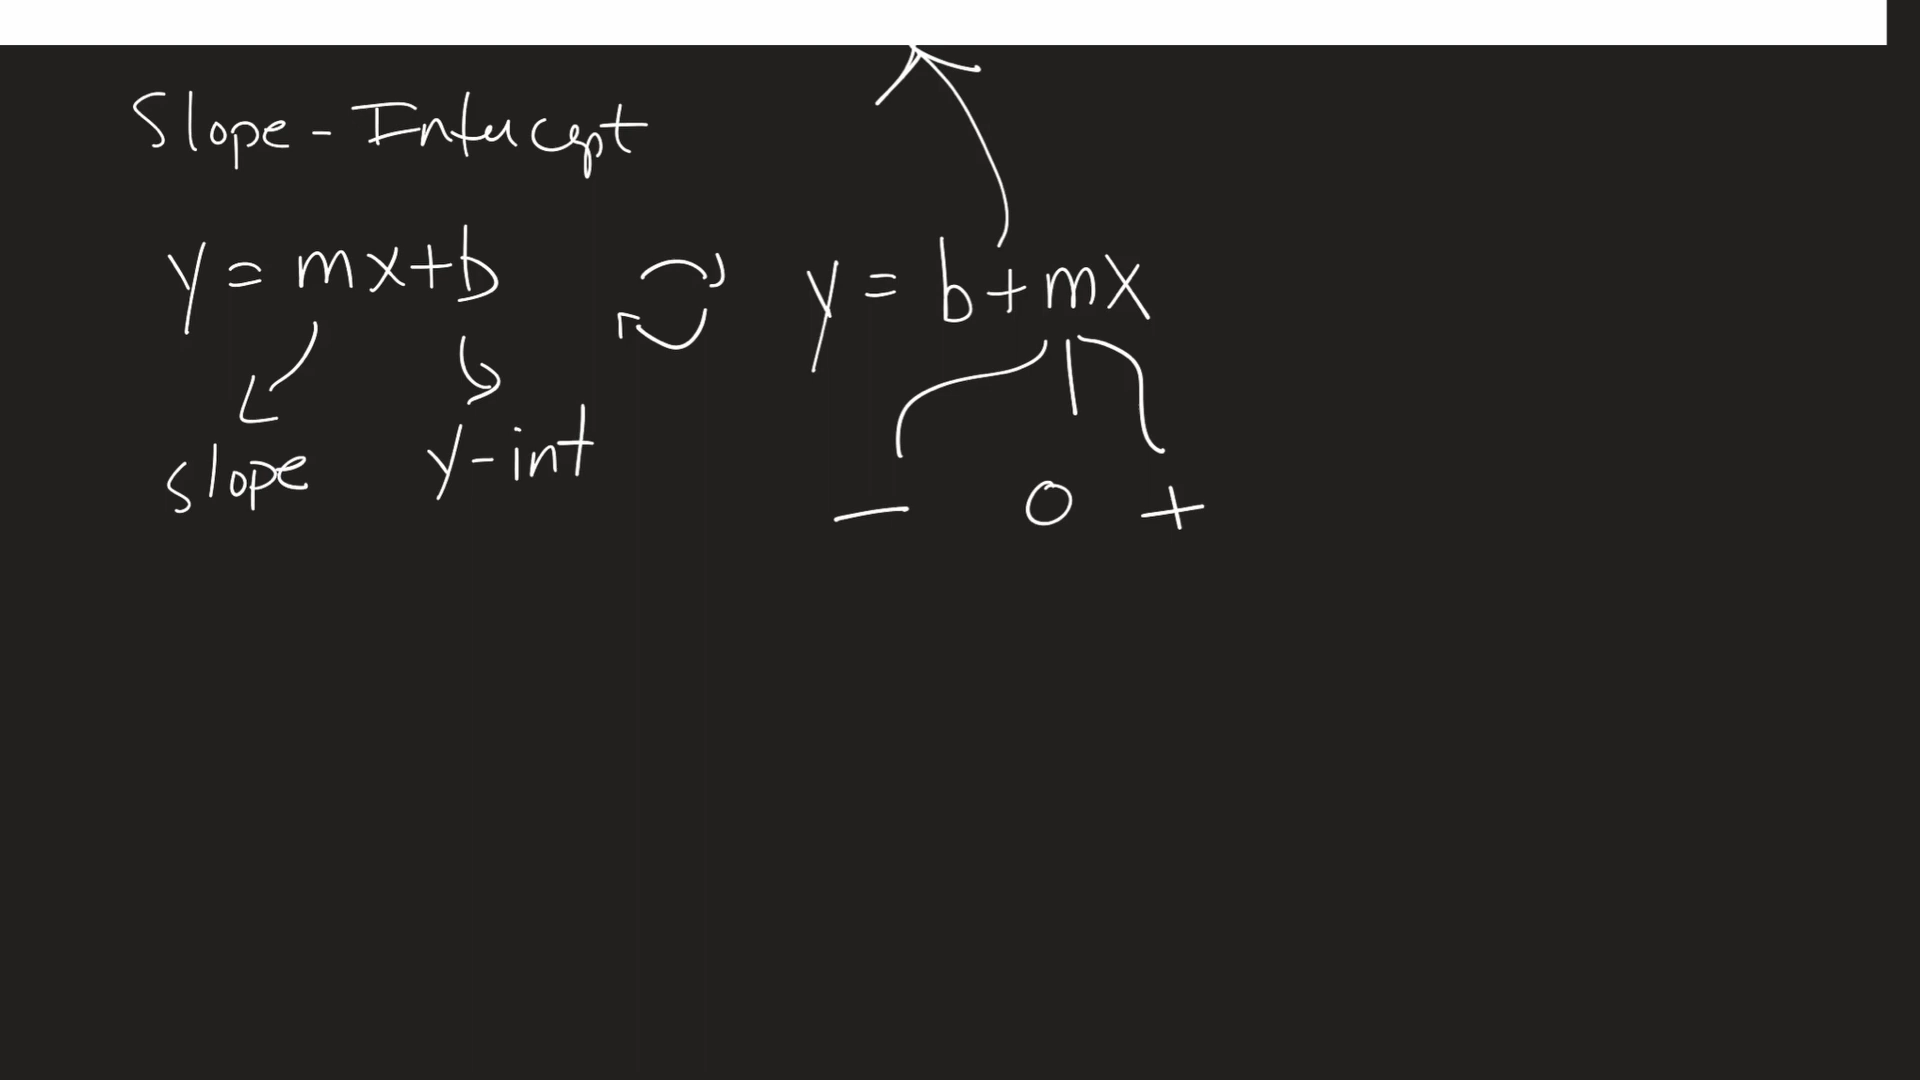 Slope - Intercept
y = mx+b y = b+mx
slope y-int
- 0 +